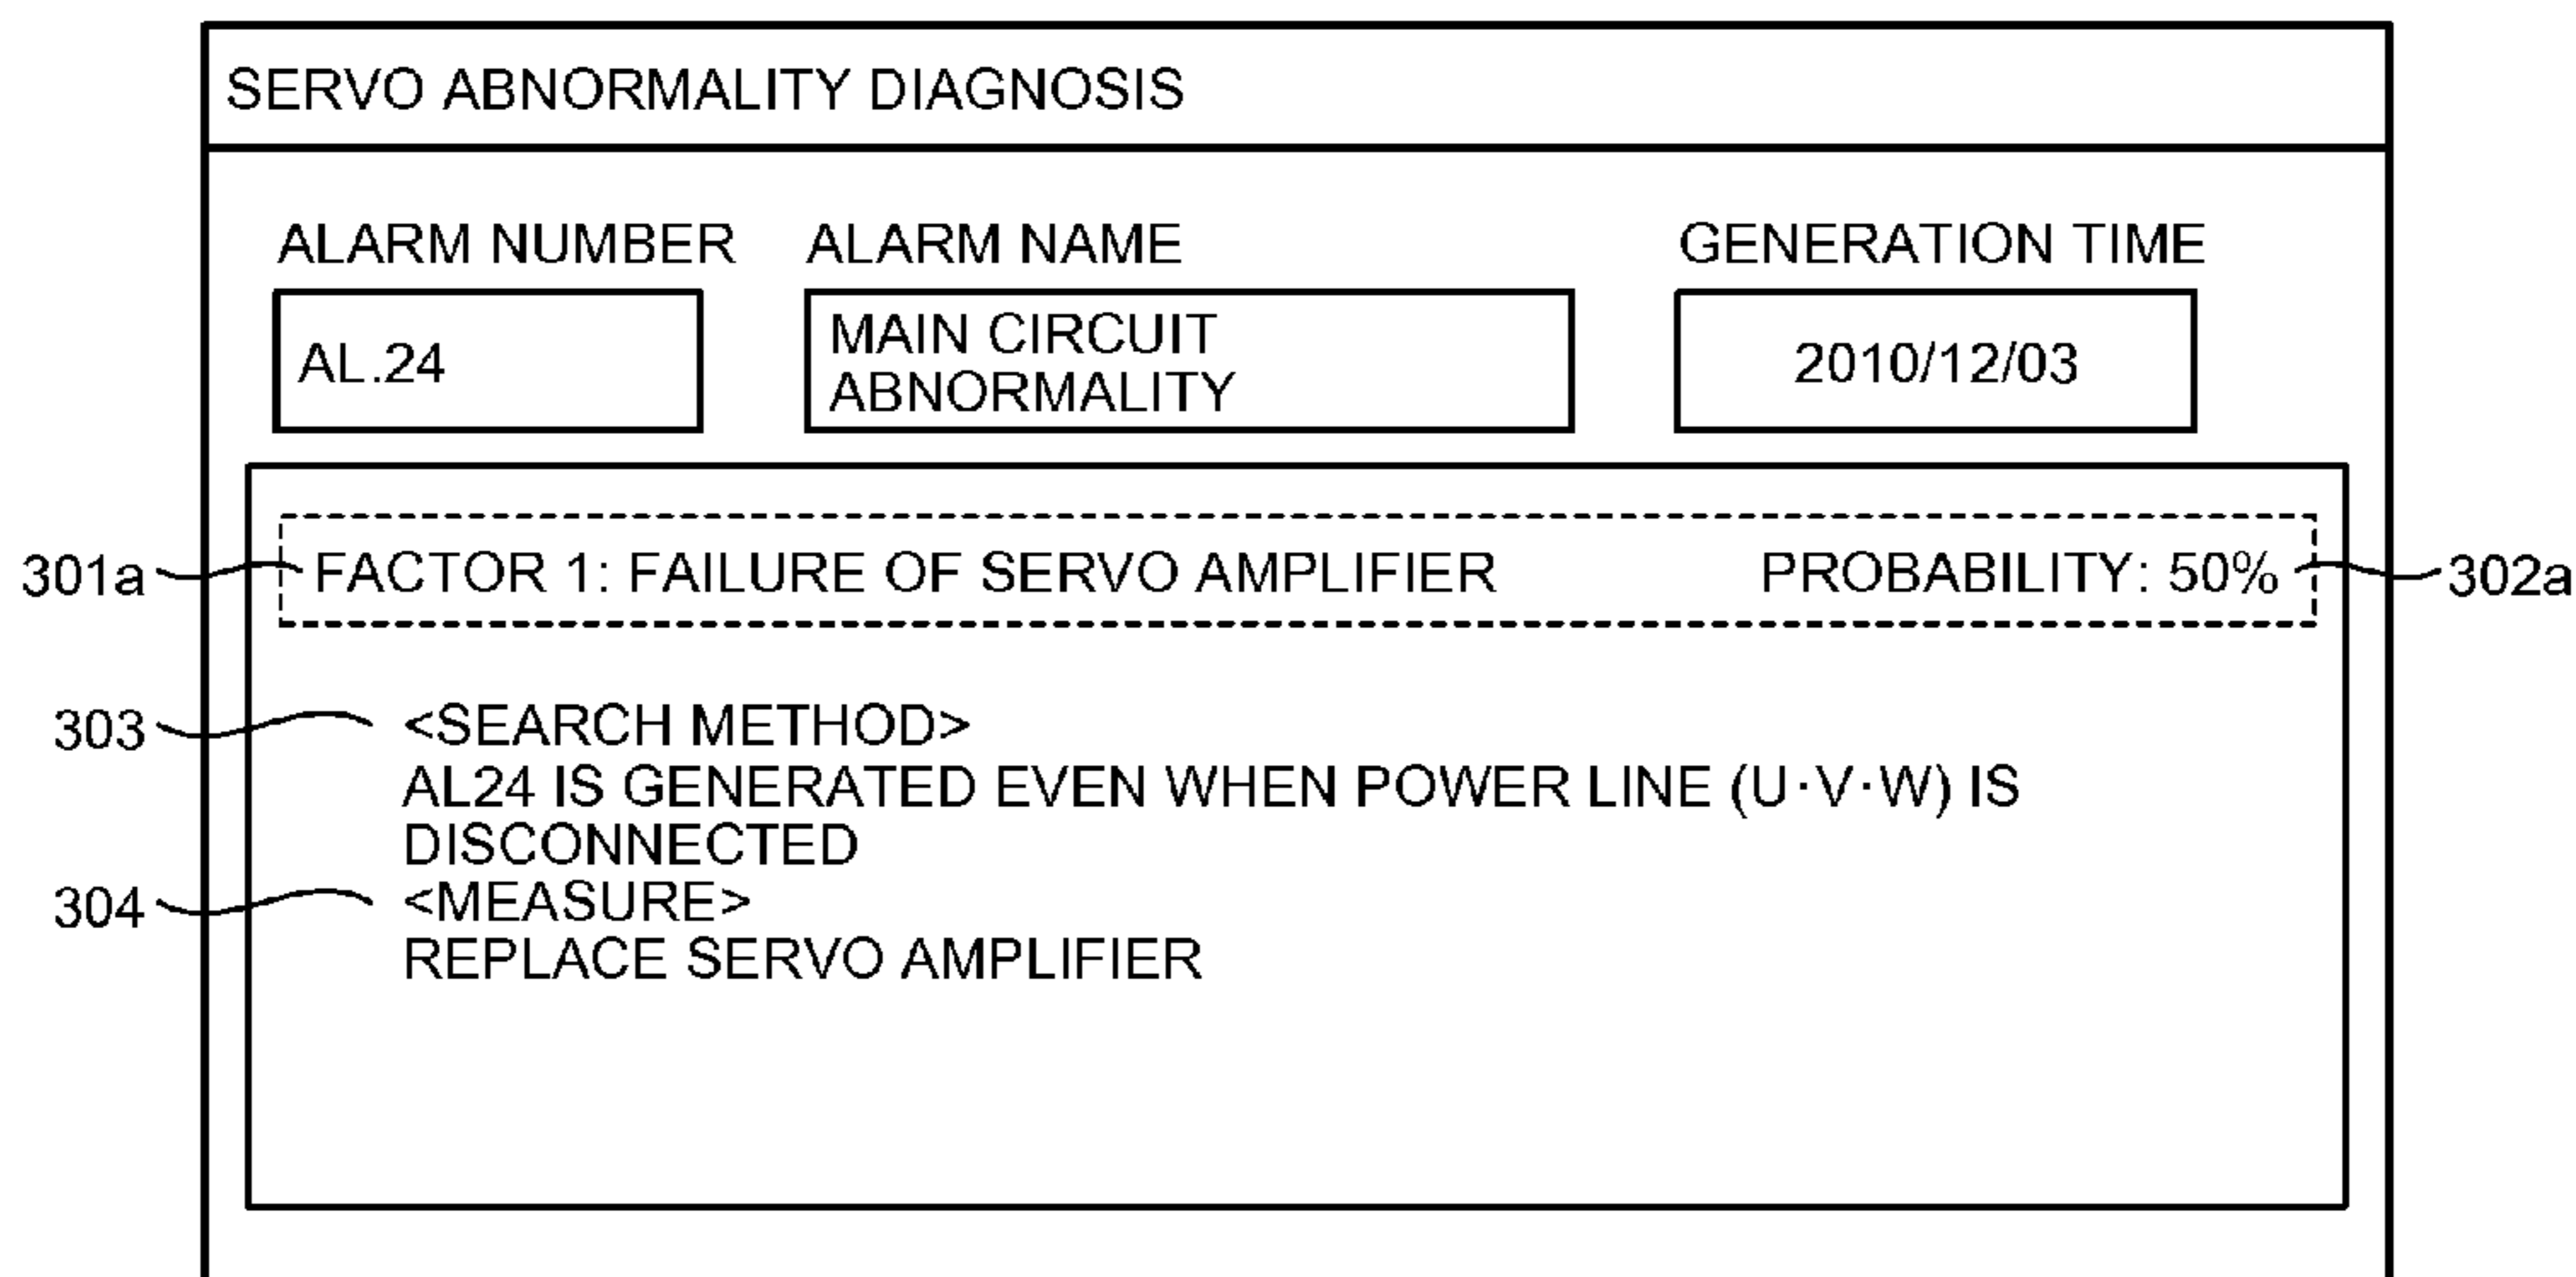 SERVO ABNORMALITY DIAGNOSIS
ALARM NUMBER ALARM NAME GENERATION TIME
AL.24
MAIN CIRCUIT
ABNORMALITY
2010/12/03
301a FACTOR 1: FAILURE OF SERVO AMPLIFIER PROBABILITY: 50% 302a
303 <SEARCH METHOD>
AL24 IS GENERATED EVEN WHEN POWER LINE (U·V·W) IS
DISCONNECTED
304 <MEASURE>
REPLACE SERVO AMPLIFIER